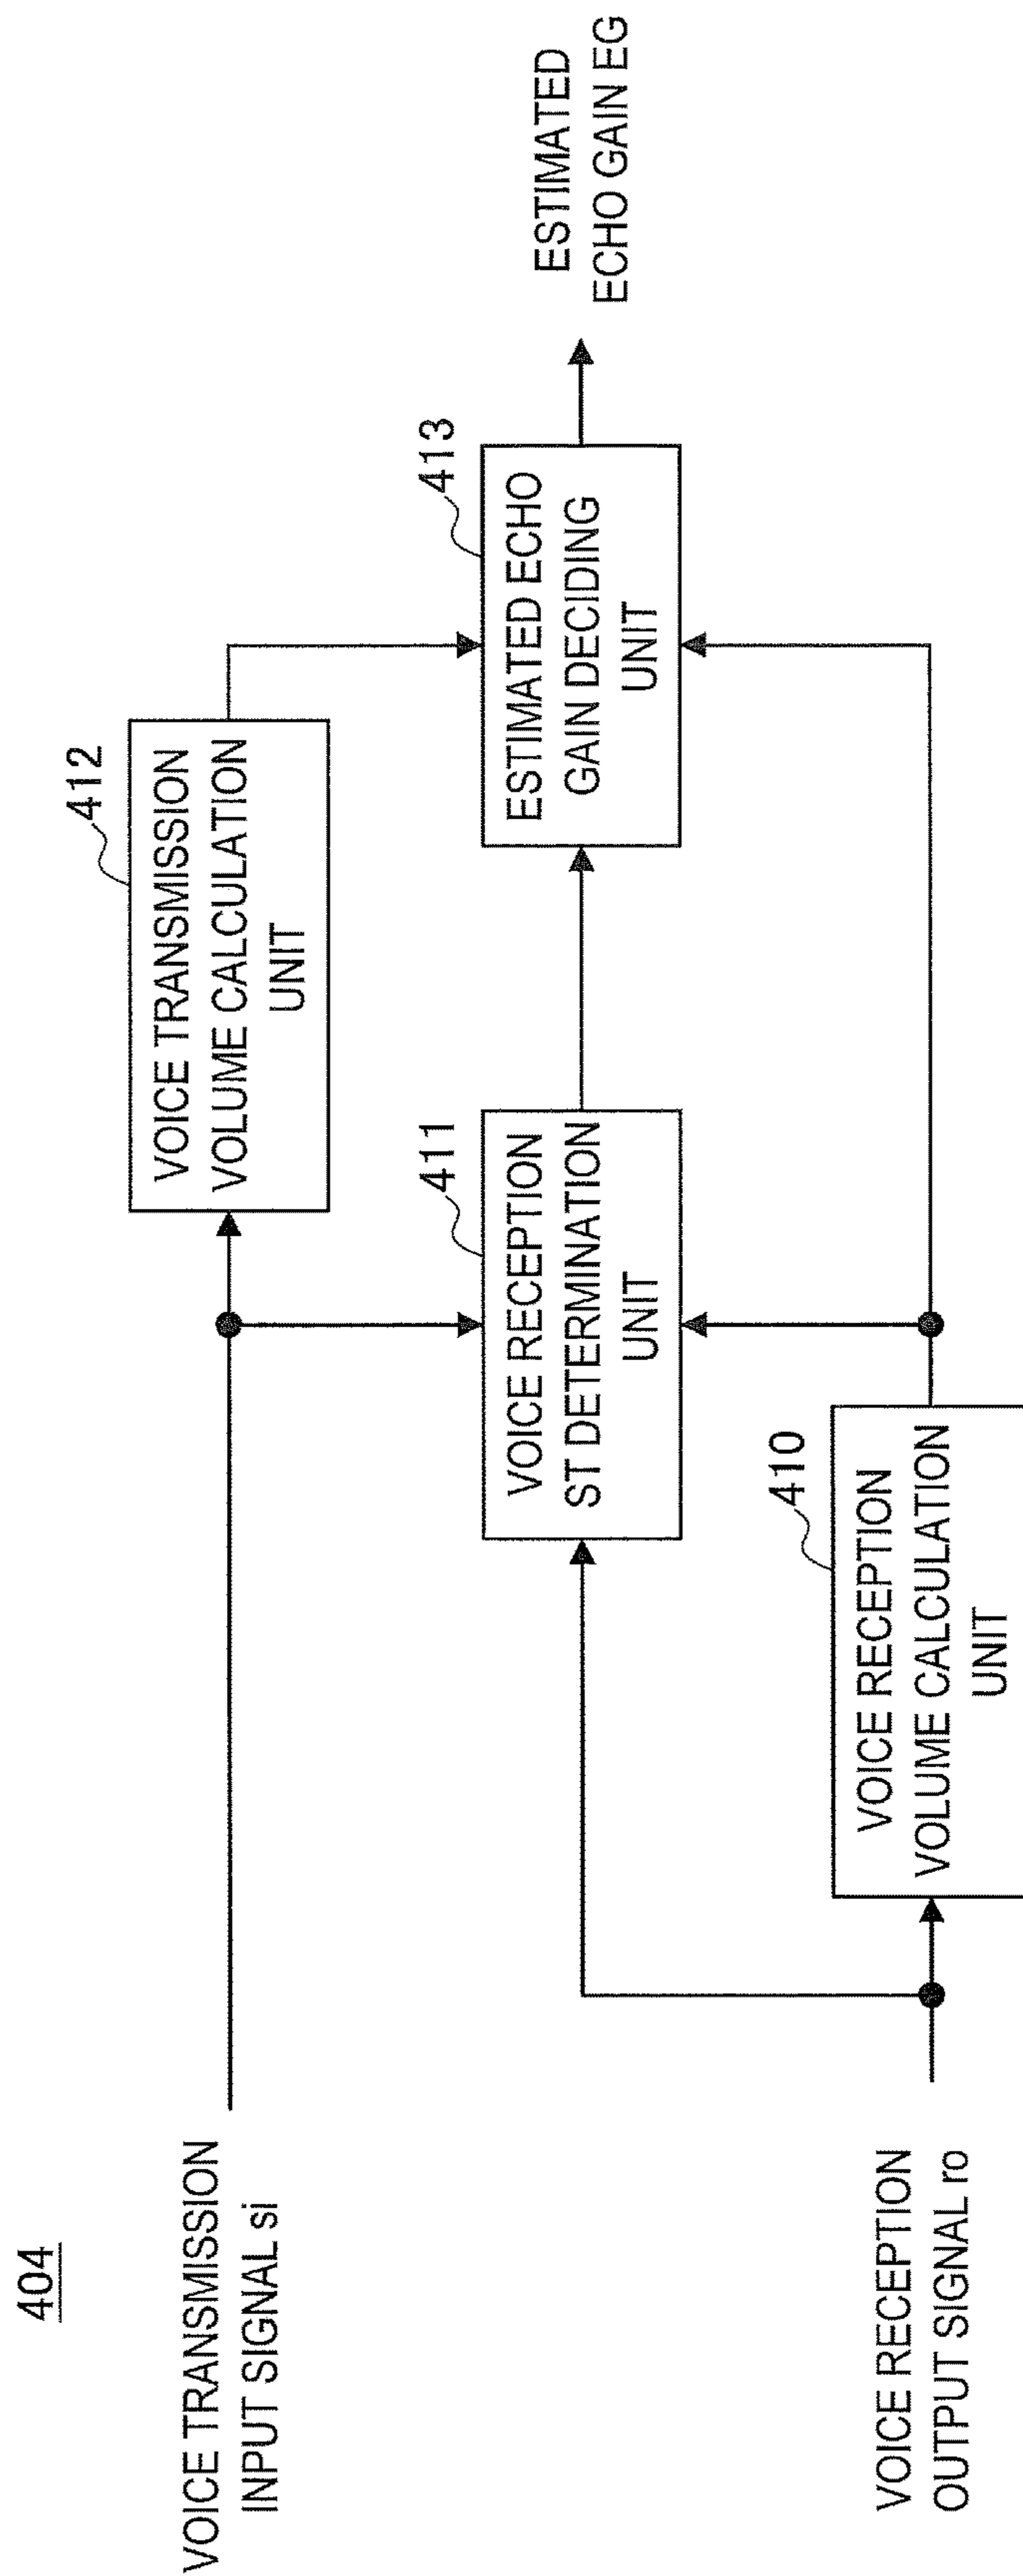 404
VOICE TRANSMISSION
INPUT SIGNAL si
412
VOICE TRANSMISSION
VOLUME CALCULATION
UNIT
411
VOICE RECEPTION
ST DETERMINATION
UNIT
413
ESTIMATED ECHO
GAIN DECIDING
UNIT
ESTIMATED
ECHO GAIN EG
410
VOICE RECEPTION
VOLUME CALCULATION
UNIT
VOICE RECEPTION
OUTPUT SIGNAL ro